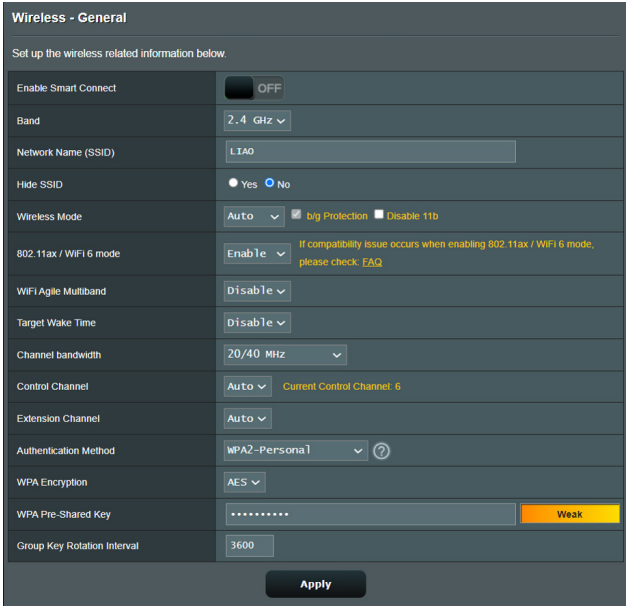 Wireless - General
Set up the wireless related information below.
Enable Smart Connect OFF
Band 2.4 GHz
Network Name (SSID) LIAO
Hide SSID Yes No
Wireless Mode Auto b/g Protection Disable 11b
802.11ax / WiFi 6 mode Enable If compatibility issue occurs when enabling 802.11ax / WiFi 6 mode,
please check: FAQ
WiFi Agile Multiband Disable
Target Wake Time Disable
Channel bandwidth 20/40 MHz
Control Channel Auto Current Control Channel: 6
Extension Channel Auto
Authentication Method WPA2-Personal ?
WPA Encryption AES
WPA Pre-Shared Key •••••••••• Weak
Group Key Rotation Interval 3600
Apply